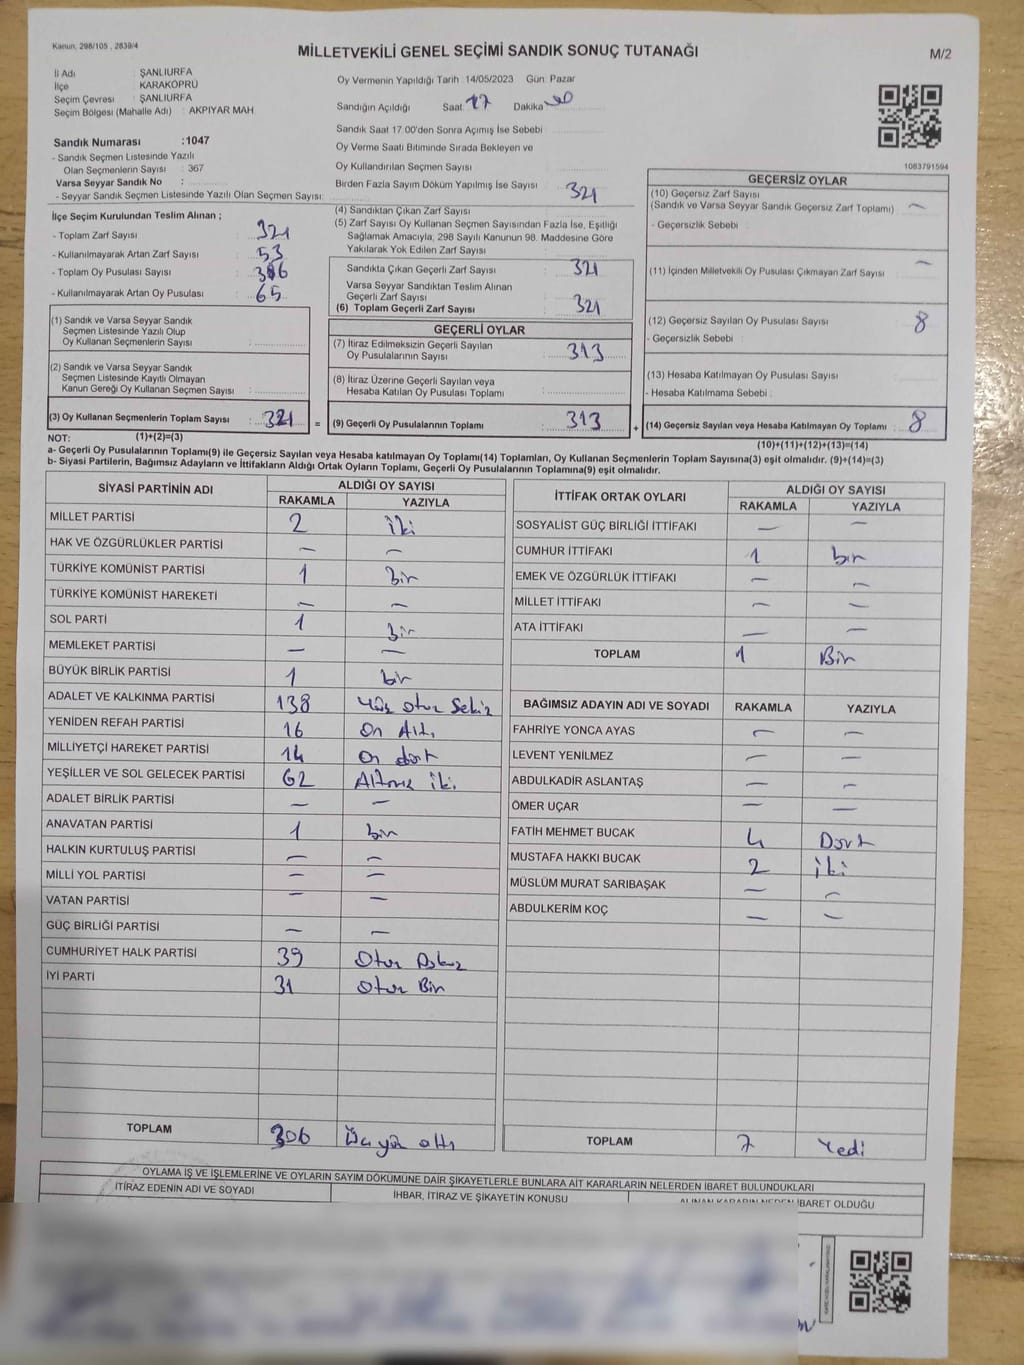 Kanun, 298/105 , 2839/4
MİLLETVEKİLİ GENEL SEÇİMİ SANDIK SONUÇ TUTANAĞI
M/2
İl Adı : ŞANLIURFA
İlçe : KARAKÖPRÜ
Seçim Çevresi : ŞANLIURFA
Seçim Bölgesi (Mahalle Adı) : AKPIYAR MAH
Sandık Numarası :1047
- Sandık Seçmen Listesinde Yazılı
Olan Seçmenlerin Sayısı : 367
Varsa Seyyar Sandık No :
- Seyyar Sandık Seçmen Listesinde Yazılı Olan Seçmen Sayısı:
Oy Vermenin Yapıldığı Tarih :14/05/2023 Gün: Pazar
Sandığın Açıldığı Saat: 17 Dakika: 00
Sandık Saat 17.00'den Sonra Açılmış İse Sebebi :
Oy Verme Saati Bitiminde Sırada Bekleyen ve
Oy Kullandırılan Seçmen Sayısı :
Birden Fazla Sayım Döküm Yapılmış İse Sayısı :
1083791594
İlçe Seçim Kurulundan Teslim Alınan ;
- Toplam Zarf Sayısı : 321
- Kullanılmayarak Artan Zarf Sayısı : 53
- Toplam Oy Pusulası Sayısı : 386
- Kullanılmayarak Artan Oy Pusulası : 65
(1) Sandık ve Varsa Seyyar Sandık
Seçmen Listesinde Yazılı Olup
Oy Kullanan Seçmenlerin Sayısı :
(2) Sandık ve Varsa Seyyar Sandık
Seçmen Listesinde Kayıtlı Olmayan
Kanun Gereği Oy Kullanan Seçmen Sayısı :
(3) Oy Kullanan Seçmenlerin Toplam Sayısı : 321 =
(1)+(2)=(3)
(4) Sandıktan Çıkan Zarf Sayısı : 321
(5) Zarf Sayısı Oy Kullanan Seçmen Sayısından Fazla İse, Eşitliği
Sağlamak Amacıyla, 298 Sayılı Kanunun 98. Maddesine Göre
Yakılarak Yok Edilen Zarf Sayısı :
Sandıkta Çıkan Geçerli Zarf Sayısı : 321
Varsa Seyyar Sandıktan Teslim Alınan
Geçerli Zarf Sayısı :
(6) Toplam Geçerli Zarf Sayısı : 321
GEÇERLİ OYLAR
(7) İtiraz Edilmeksizin Geçerli Sayılan
Oy Pusulalarının Sayısı : 313
(8) İtiraz Üzerine Geçerli Sayılan veya
Hesaba Katılan Oy Pusulası Toplamı :
(9) Geçerli Oy Pusulalarının Toplamı : 313 +
GEÇERSİZ OYLAR
(10) Geçersiz Zarf Sayısı
(Sandık ve Varsa Seyyar Sandık Geçersiz Zarf Toplamı) : —
- Geçersizlik Sebebi :
(11) İçinden Milletvekili Oy Pusulası Çıkmayan Zarf Sayısı : —
(12) Geçersiz Sayılan Oy Pusulası Sayısı : 8
- Geçersizlik Sebebi :
(13) Hesaba Katılmayan Oy Pusulası Sayısı :
- Hesaba Katılmama Sebebi :
(14) Geçersiz Sayılan veya Hesaba Katılmayan Oy Toplamı : 8
(10)+(11)+(12)+(13)=(14)
NOT:
a- Geçerli Oy Pusulalarının Toplamı(9) ile Geçersiz Sayılan veya Hesaba katılmayan Oy Toplamı(14) Toplamları, Oy Kullanan Seçmenlerin Toplam Sayısına(3) eşit olmalıdır. (9)+(14)=(3)
b- Siyasi Partilerin, Bağımsız Adayların ve İttifakların Aldığı Ortak Oyların Toplamı, Geçerli Oy Pusulalarının Toplamına(9) eşit olmalıdır.
SİYASİ PARTİNİN ADI ALDIĞI OY SAYISI
RAKAMLA YAZIYLA
MİLLET PARTİSİ 2 iki
HAK VE ÖZGÜRLÜKLER PARTİSİ — —
TÜRKİYE KOMÜNİST PARTİSİ 1 Bir
TÜRKİYE KOMÜNİST HAREKETİ — —
SOL PARTİ 1 Bir
MEMLEKET PARTİSİ — —
BÜYÜK BİRLİK PARTİSİ 1 bir
ADALET VE KALKINMA PARTİSİ 138 Yüz otuz Sekiz
YENİDEN REFAH PARTİSİ 16 On Altı
MİLLİYETÇİ HAREKET PARTİSİ 14 On dört
YEŞİLLER VE SOL GELECEK PARTİSİ 62 Altmış iki
ADALET BİRLİK PARTİSİ — —
ANAVATAN PARTİSİ 1 bir
HALKIN KURTULUŞ PARTİSİ — —
MİLLİ YOL PARTİSİ — —
VATAN PARTİSİ — —
GÜÇ BİRLİĞİ PARTİSİ — —
CUMHURİYET HALK PARTİSİ 39 Otuz Dokuz
İYİ PARTİ 31 Otuz Bir
TOPLAM 306 Üç yüz altı
İTTİFAK ORTAK OYLARI ALDIĞI OY SAYISI
RAKAMLA YAZIYLA
SOSYALİST GÜÇ BİRLİĞİ İTTİFAKI — —
CUMHUR İTTİFAKI 1 bir
EMEK VE ÖZGÜRLÜK İTTİFAKI — —
MİLLET İTTİFAKI — —
ATA İTTİFAKI — —
TOPLAM 1 Bir
BAĞIMSIZ ADAYIN ADI VE SOYADI RAKAMLA YAZIYLA
FAHRİYE YONCA AYAS — —
LEVENT YENİLMEZ — —
ABDULKADİR ASLANTAŞ — —
ÖMER UÇAR — —
FATİH MEHMET BUCAK 4 Dört
MUSTAFA HAKKI BUCAK 2 iki
MÜSLÜM MURAT SARIBAŞAK — —
ABDULKERİM KOÇ — —
TOPLAM 7 Yedi
OYLAMA İŞ VE İŞLEMLERİNE VE OYLARIN SAYIM DÖKÜMÜNE DAİR ŞİKAYETLERLE BUNLARA AİT KARARLARIN NELERDEN İBARET BULUNDUKLARI
İTİRAZ EDENİN ADI VE SOYADI İHBAR, İTİRAZ VE ŞİKAYETİN KONUSU ALINAN KARARIN NEDEN İBARET OLDUĞU